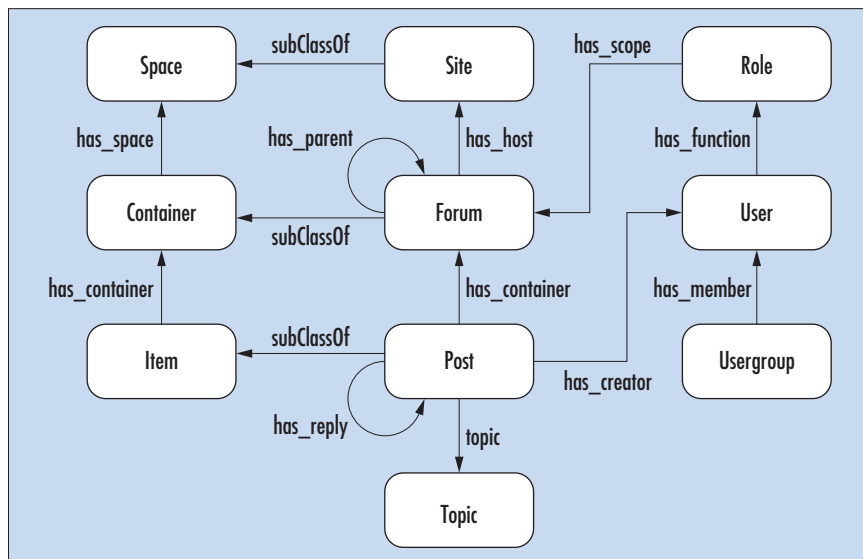 subClassOf
has_scope
Space
Site
Role
has_space
has_parent
has_host
has_function
Container
Forum
User
subClassOf
has_container
has_container
has_member
subClassOf
Item
Post
Usergroup
has_creator
has_reply
topic
Topic